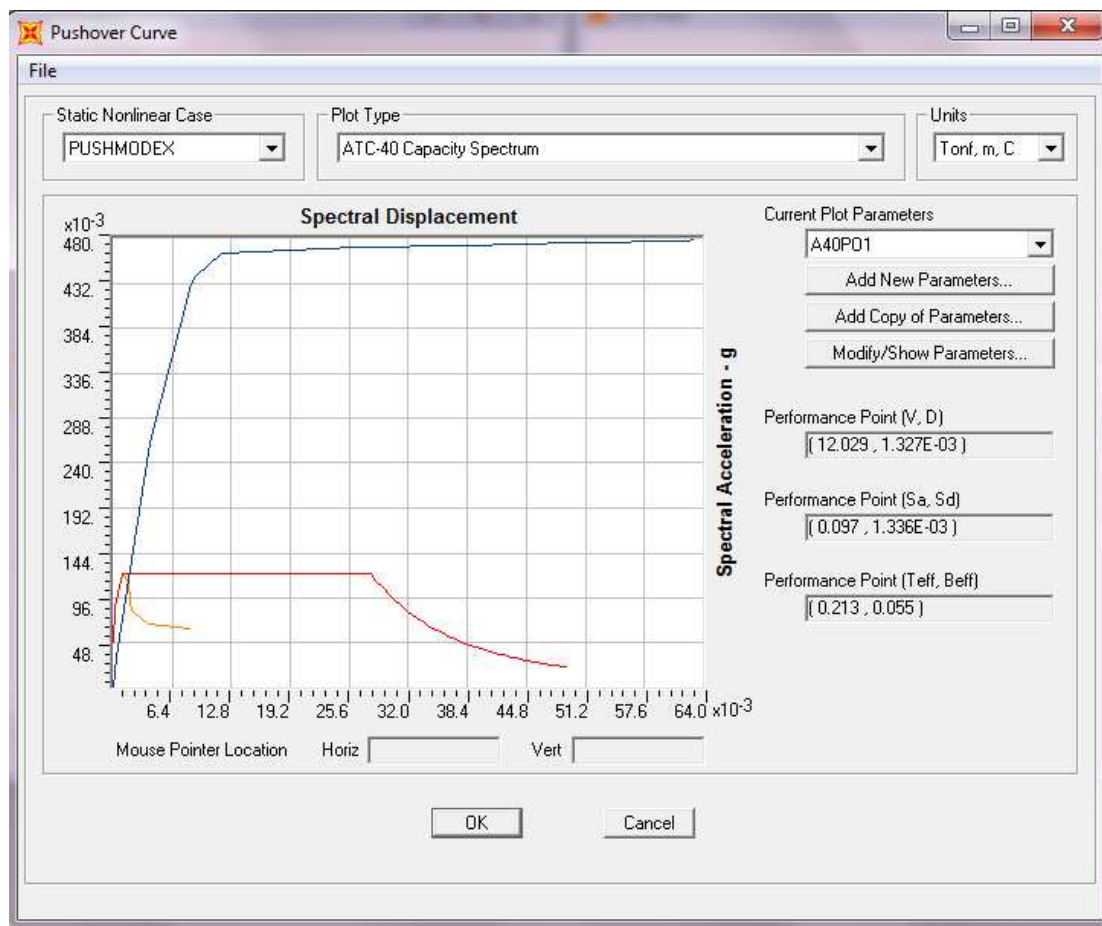 Pushover Curve
File
Static Nonlinear Case
PUSHMODEX
Plot Type
ATC-40 Capacity Spectrum
Units
Tonf, m, C
x10-3
Spectral Displacement
480.
432.
384.
336.
288.
240.
192.
144.
96.
48.
6.4 12.8 19.2 25.6 32.0 38.4 44.8 51.2 57.6 64.0 x10-3
Spectral Acceleration - g
Mouse Pointer Location Horiz Vert
Current Plot Parameters
A40PO1
Add New Parameters...
Add Copy of Parameters...
Modify/Show Parameters...
Performance Point (V, D)
( 12.029 , 1.327E-03 )
Performance Point (Sa, Sd)
( 0.097 , 1.336E-03 )
Performance Point (Teff, Beff)
( 0.213 , 0.055 )
OK Cancel